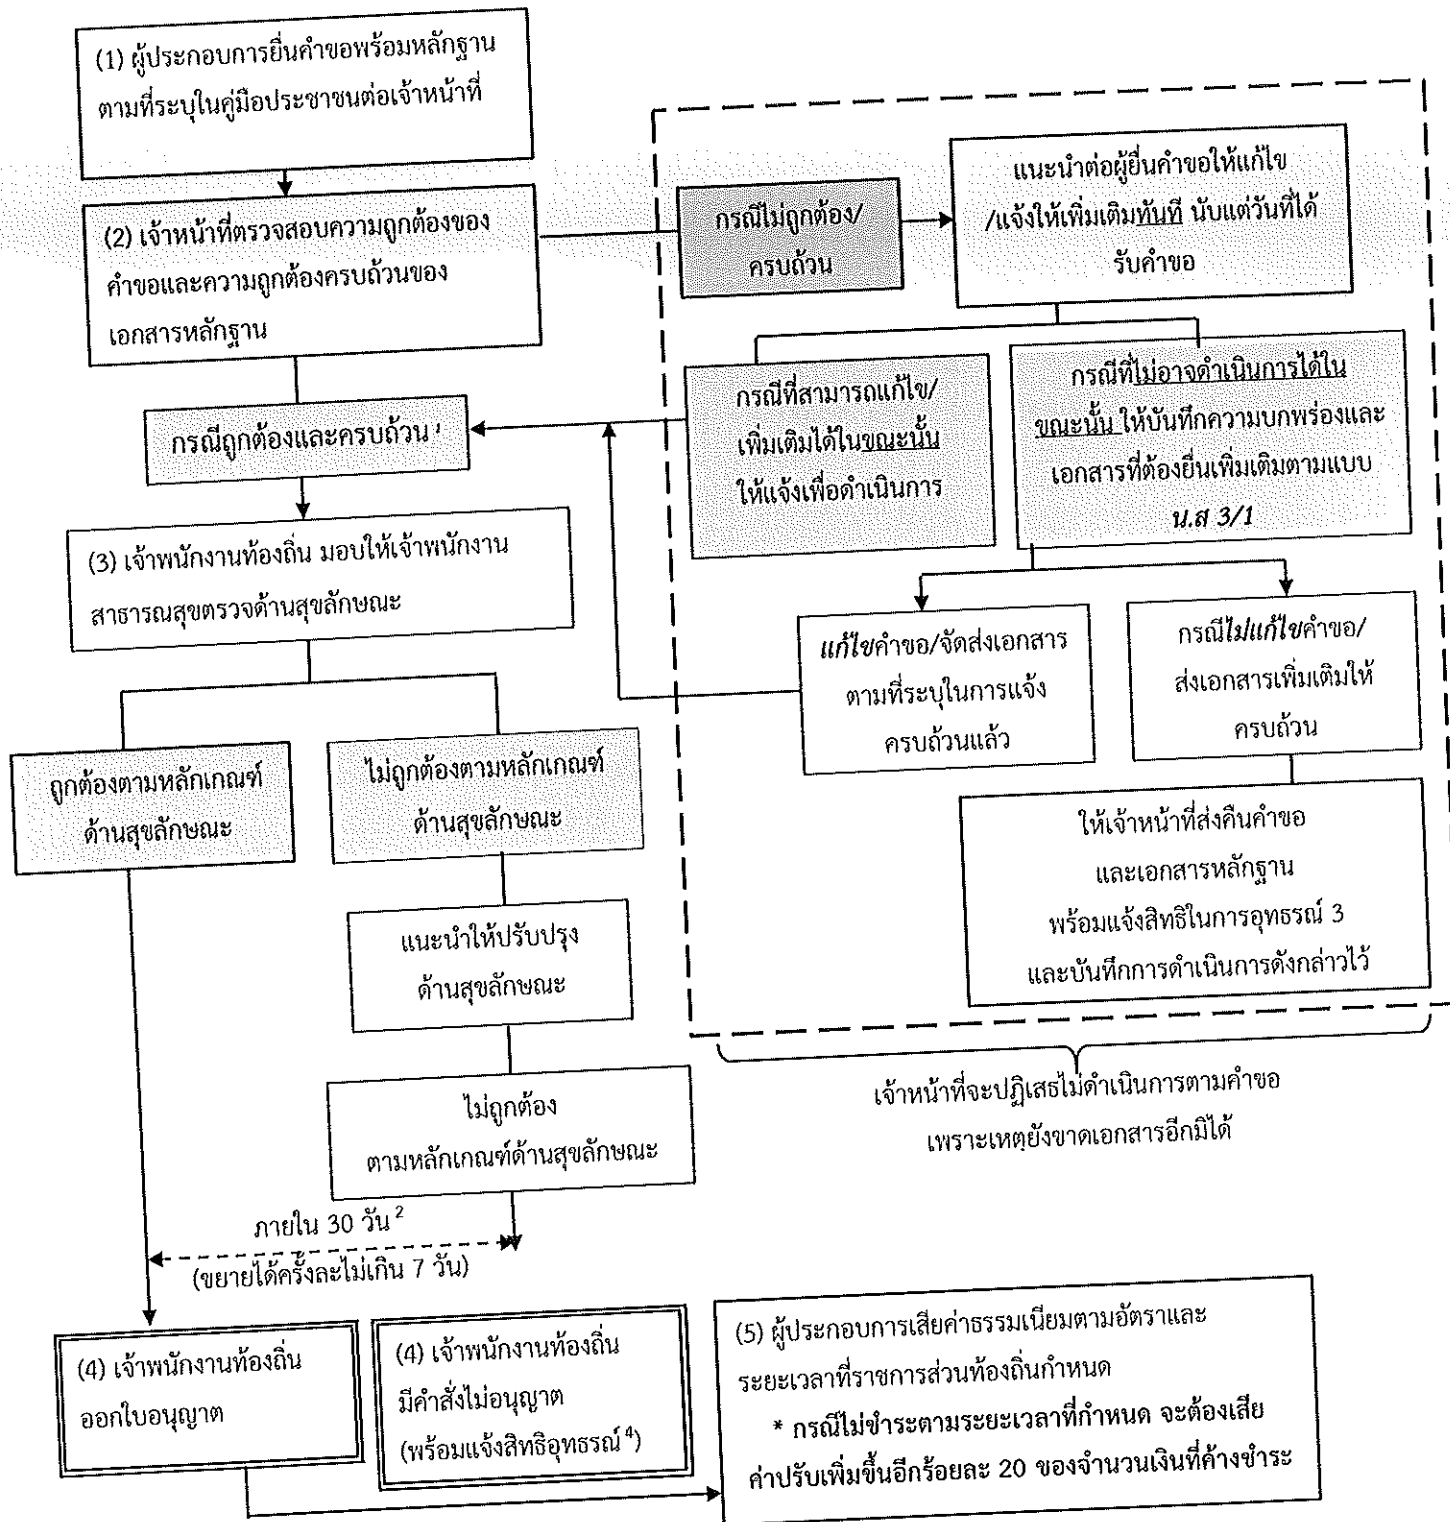 (1) ผู้ประกอบการยื่นคำขอพร้อมหลักฐาน
ตามที่ระบุในคู่มือประชาชนต่อเจ้าหน้าที่
(2) เจ้าหน้าที่ตรวจสอบความถูกต้องของ
คำขอและความถูกต้องครบถ้วนของ
เอกสารหลักฐาน
กรณีไม่ถูกต้อง/
ครบถ้วน
แนะนำต่อผู้ยื่นคำขอให้แก้ไข
/แจ้งให้เพิ่มเติมทันที นับแต่วันที่ได้
รับคำขอ
กรณีถูกต้องและครบถ้วน 1
กรณีที่สามารถแก้ไข/
เพิ่มเติมได้ในขณะนั้น
ให้แจ้งเพื่อดำเนินการ
กรณีที่ไม่อาจดำเนินการได้ใน
ขณะนั้น ให้บันทึกความบกพร่องและ
เอกสารที่ต้องยื่นเพิ่มเติมตามแบบ
น.ส 3/1
(3) เจ้าพนักงานท้องถิ่น มอบให้เจ้าพนักงาน
สาธารณสุขตรวจด้านสุขลักษณะ
แก้ไขคำขอ/จัดส่งเอกสาร
ตามที่ระบุในการแจ้ง
ครบถ้วนแล้ว
กรณีไม่แก้ไขคำขอ/
ส่งเอกสารเพิ่มเติมให้
ครบถ้วน
ถูกต้องตามหลักเกณฑ์
ด้านสุขลักษณะ
ไม่ถูกต้องตามหลักเกณฑ์
ด้านสุขลักษณะ
ให้เจ้าหน้าที่ส่งคืนคำขอ
และเอกสารหลักฐาน
พร้อมแจ้งสิทธิในการอุทธรณ์ 3
และบันทึกการดำเนินการดังกล่าวไว้
แนะนำให้ปรับปรุง
ด้านสุขลักษณะ
ไม่ถูกต้อง
ตามหลักเกณฑ์ด้านสุขลักษณะ
เจ้าหน้าที่จะปฏิเสธไม่ดำเนินการตามคำขอ
เพราะเหตุยังขาดเอกสารอีกมิได้
ภายใน 30 วัน 2
(ขยายได้ครั้งละไม่เกิน 7 วัน)
(4) เจ้าพนักงานท้องถิ่น
ออกใบอนุญาต
(4) เจ้าพนักงานท้องถิ่น
มีคำสั่งไม่อนุญาต
(พร้อมแจ้งสิทธิอุทธรณ์ 4)
(5) ผู้ประกอบการเสียค่าธรรมเนียมตามอัตราและ
ระยะเวลาที่ราชการส่วนท้องถิ่นกำหนด
* กรณีไม่ชำระตามระยะเวลาที่กำหนด จะต้องเสีย
ค่าปรับเพิ่มขึ้นอีกร้อยละ 20 ของจำนวนเงินที่ค้างชำระ